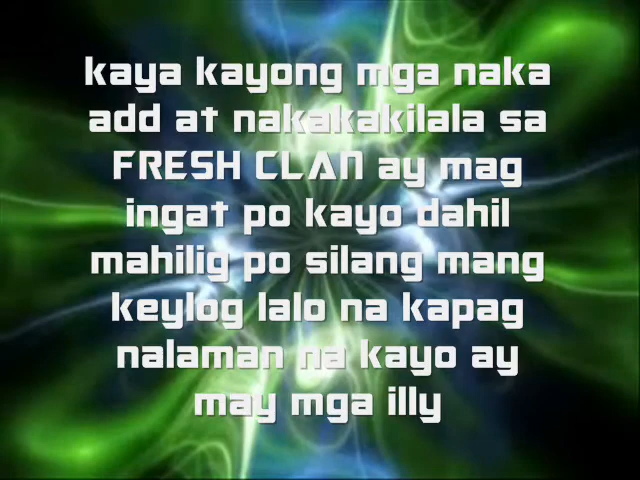 kaya kayong mga naka
add at nakakakilala sa
FRESH CLAN ay mag
ingat po kayo dahil
mahilig po silang mang
keylog lalo na kapag
nalaman na kayo ay
may mga illy